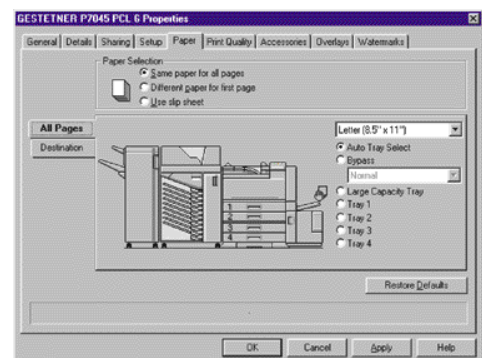 GESTETNER P7045 PCL 6 Properties
General Details Sharing Setup Paper Print Quality Accessories Overlays Watermarks
Paper Selection
Same paper for all pages
Different paper for first page
Use slip sheet
All Pages
Destination
Letter (8.5" x 11")
Auto Tray Select
Bypass
Normal
Large Capacity Tray
Tray 1
Tray 2
Tray 3
Tray 4
1
2
3
4
Restore Defaults
OK Cancel Apply Help